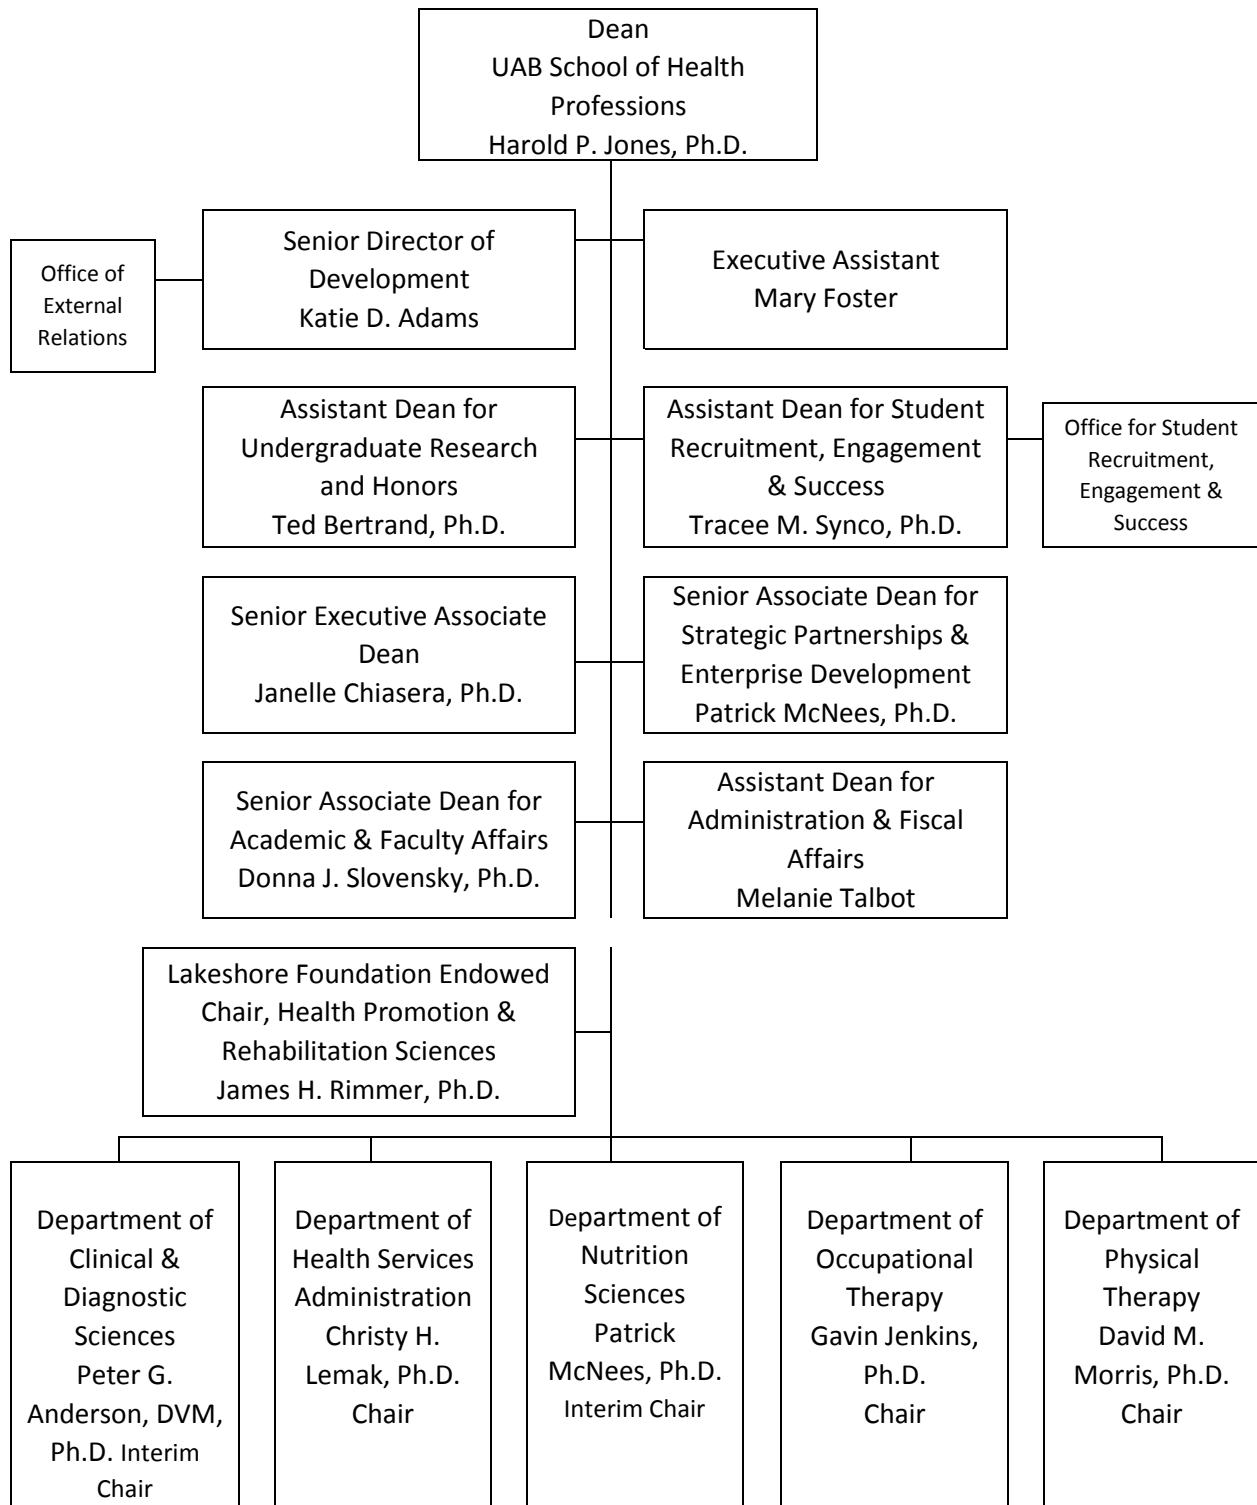 Dean
UAB School of Health
Professions
Harold P. Jones, Ph.D.
Office of
External
Relations
Senior Director of
Development
Katie D. Adams
Executive Assistant
Mary Foster
Assistant Dean for
Undergraduate Research
and Honors
Ted Bertrand, Ph.D.
Assistant Dean for Student
Recruitment, Engagement
& Success
Tracee M. Synco, Ph.D.
Office for Student
Recruitment,
Engagement &
Success
Senior Executive Associate
Dean
Janelle Chiasera, Ph.D.
Senior Associate Dean for
Strategic Partnerships &
Enterprise Development
Patrick McNees, Ph.D.
Senior Associate Dean for
Academic & Faculty Affairs
Donna J. Slovensky, Ph.D.
Assistant Dean for
Administration & Fiscal
Affairs
Melanie Talbot
Lakeshore Foundation Endowed
Chair, Health Promotion &
Rehabilitation Sciences
James H. Rimmer, Ph.D.
Department of
Clinical &
Diagnostic
Sciences
Peter G.
Anderson, DVM,
Ph.D. Interim
Chair
Department of
Health Services
Administration
Christy H.
Lemak, Ph.D.
Chair
Department of
Nutrition
Sciences
Patrick
McNees, Ph.D.
Interim Chair
Department of
Occupational
Therapy
Gavin Jenkins,
Ph.D.
Chair
Department of
Physical
Therapy
David M.
Morris, Ph.D.
Chair